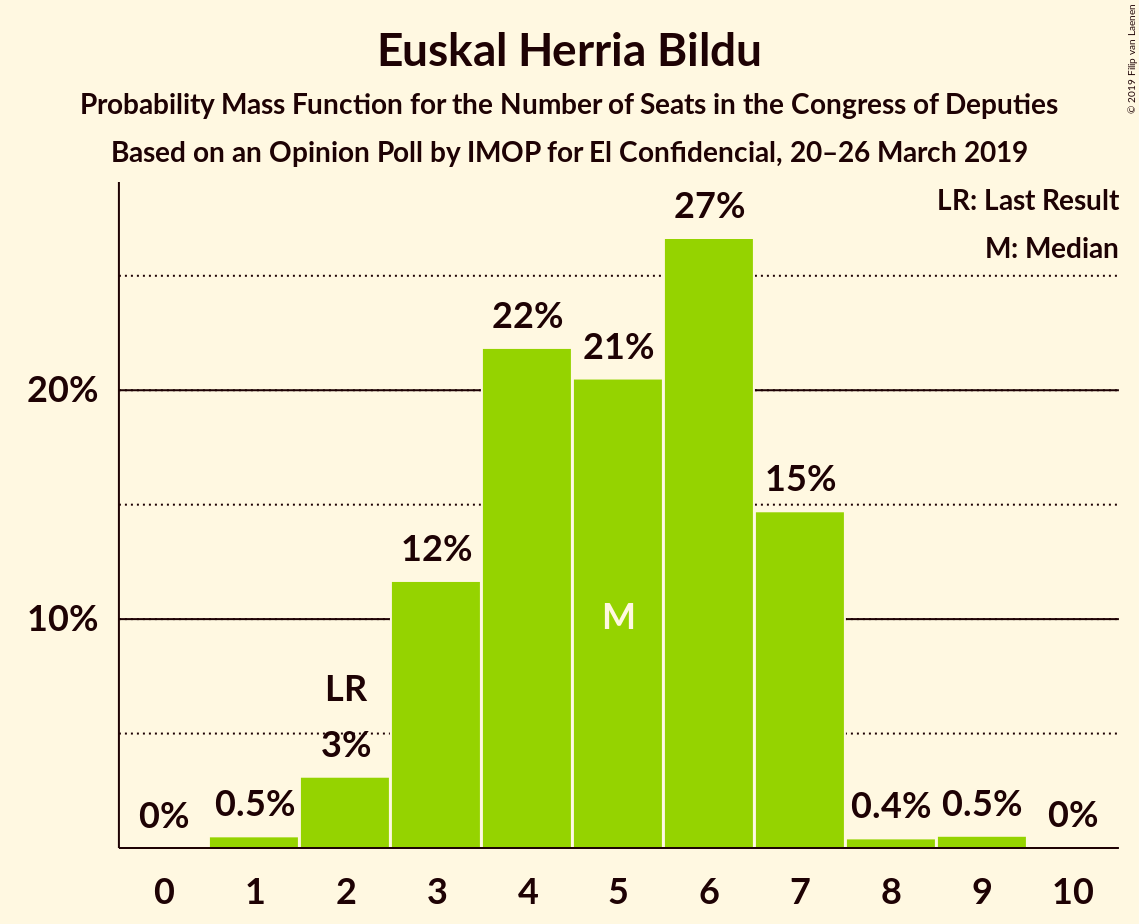 Euskal Herria Bildu
Probability Mass Function for the Number of Seats in the Congress of Deputies
Based on an Opinion Poll by IMOP for El Confidencial, 20–26 March 2019
© 2019 Filip van Laenen
LR: Last Result
M: Median
27%
22%
21%
20%
15%
12%
10%
M
LR
3%
0%
0.5%
0.4%
0.5%
0%
0 1 2 3 4 5 6 7 8 9 10